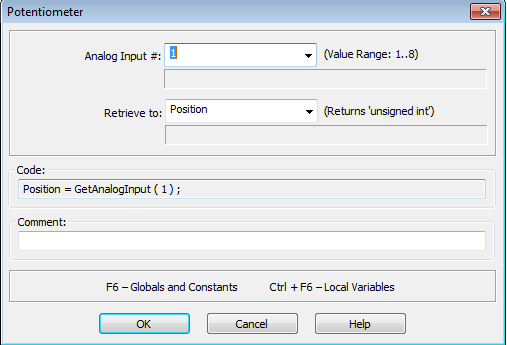 Potentiometer
Analog Input #: 1 (Value Range: 1..8)
Retrieve to: Position (Returns 'unsigned int')
Code:
Position = GetAnalogInput ( 1 ) ;
Comment:
F6 – Globals and Constants Ctrl + F6 – Local Variables
OK Cancel Help